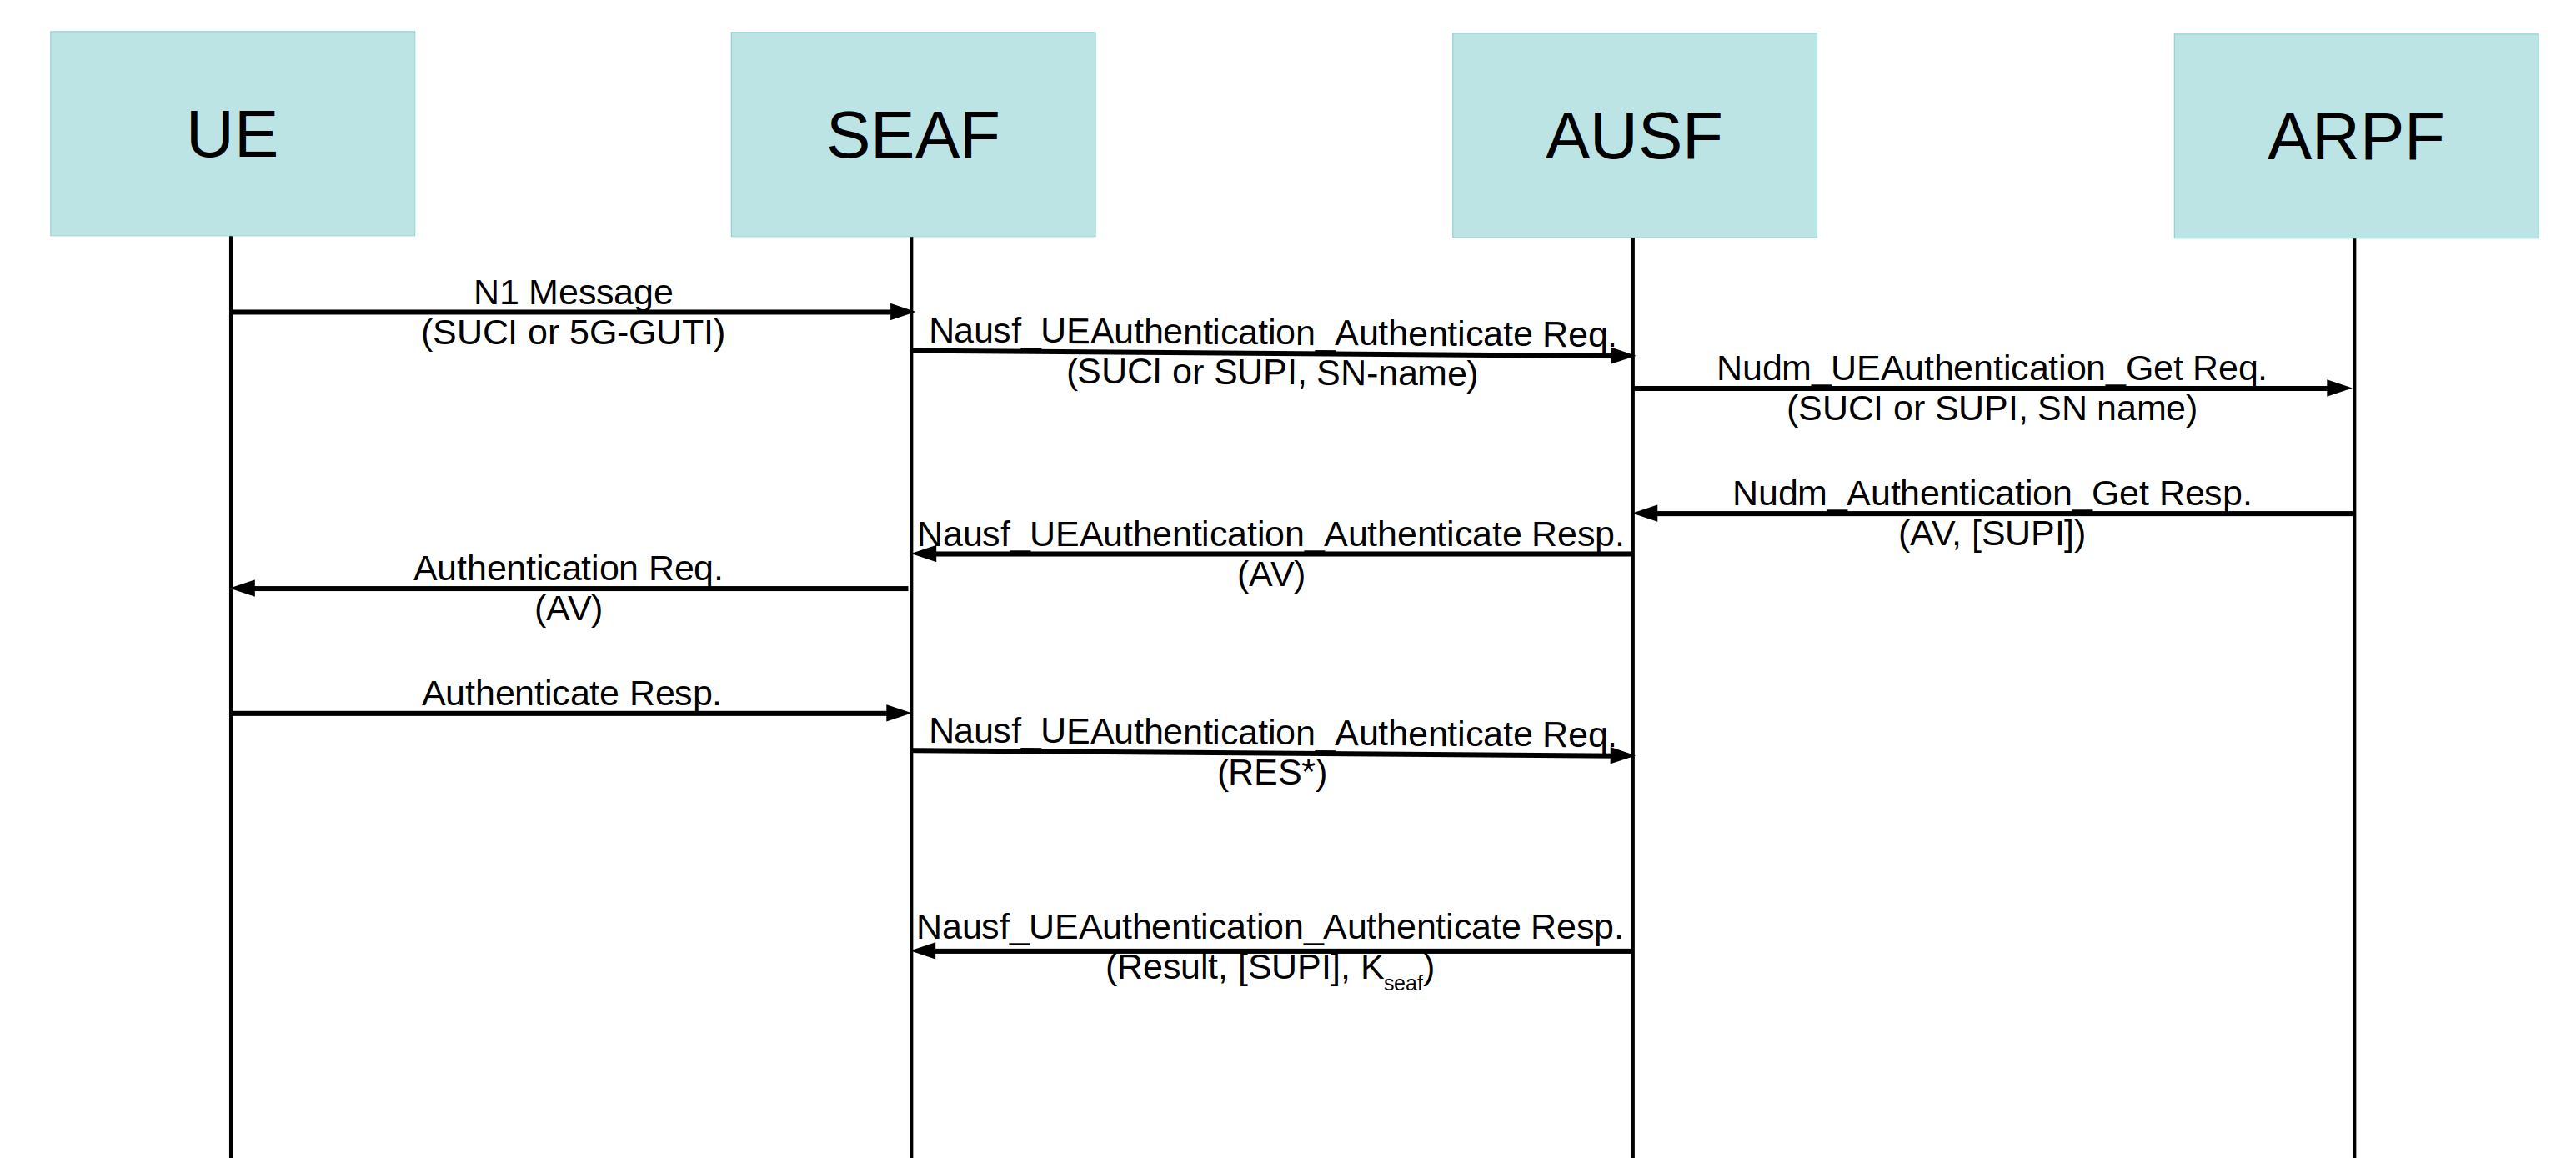 UE
SEAF
AUSF
ARPF
N1 Message
(SUCI or 5G-GUTI)
Nausf_UEAuthentication_Authenticate Req.
(SUCI or SUPI, SN-name)
Nudm_UEAuthentication_Get Req.
(SUCI or SUPI, SN name)
Nudm_Authentication_Get Resp.
(AV, [SUPI])
Nausf_UEAuthentication_Authenticate Resp.
(AV)
Authentication Req.
(AV)
Authenticate Resp.
Nausf_UEAuthentication_Authenticate Req.
(RES*)
Nausf_UEAuthentication_Authenticate Resp.
(Result, [SUPI], Kseaf)